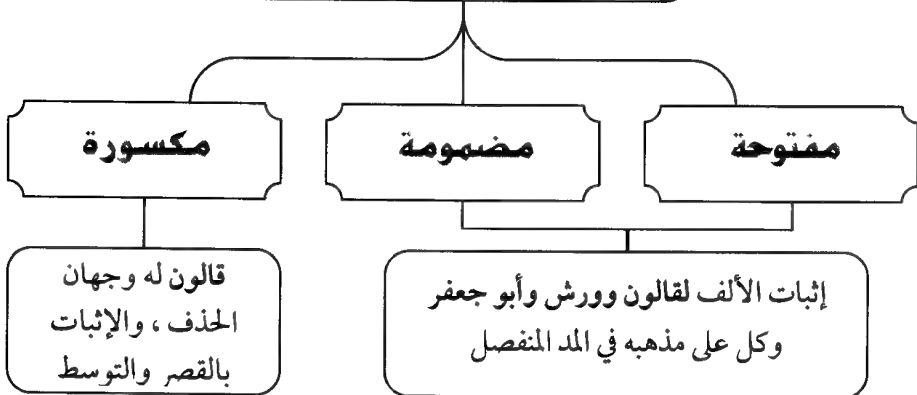 مفتوحة
مضمومة
مكسورة
إثبات الألف لقالون وورش وأبو جعفر
وكل على مذهبه في المد المنفصل
قالون له وجهان
الحذف ، والإثبات
بالقصر والتوسط